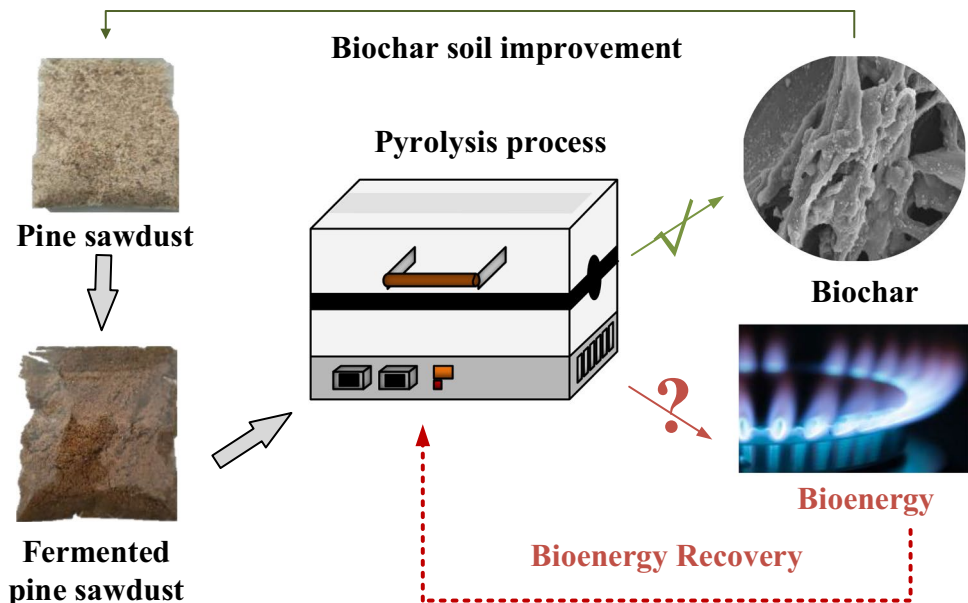 Biochar soil improvement
Pyrolysis process
Pine sawdust
Biochar
?
Bioenergy
Fermented
pine sawdust
Bioenergy Recovery